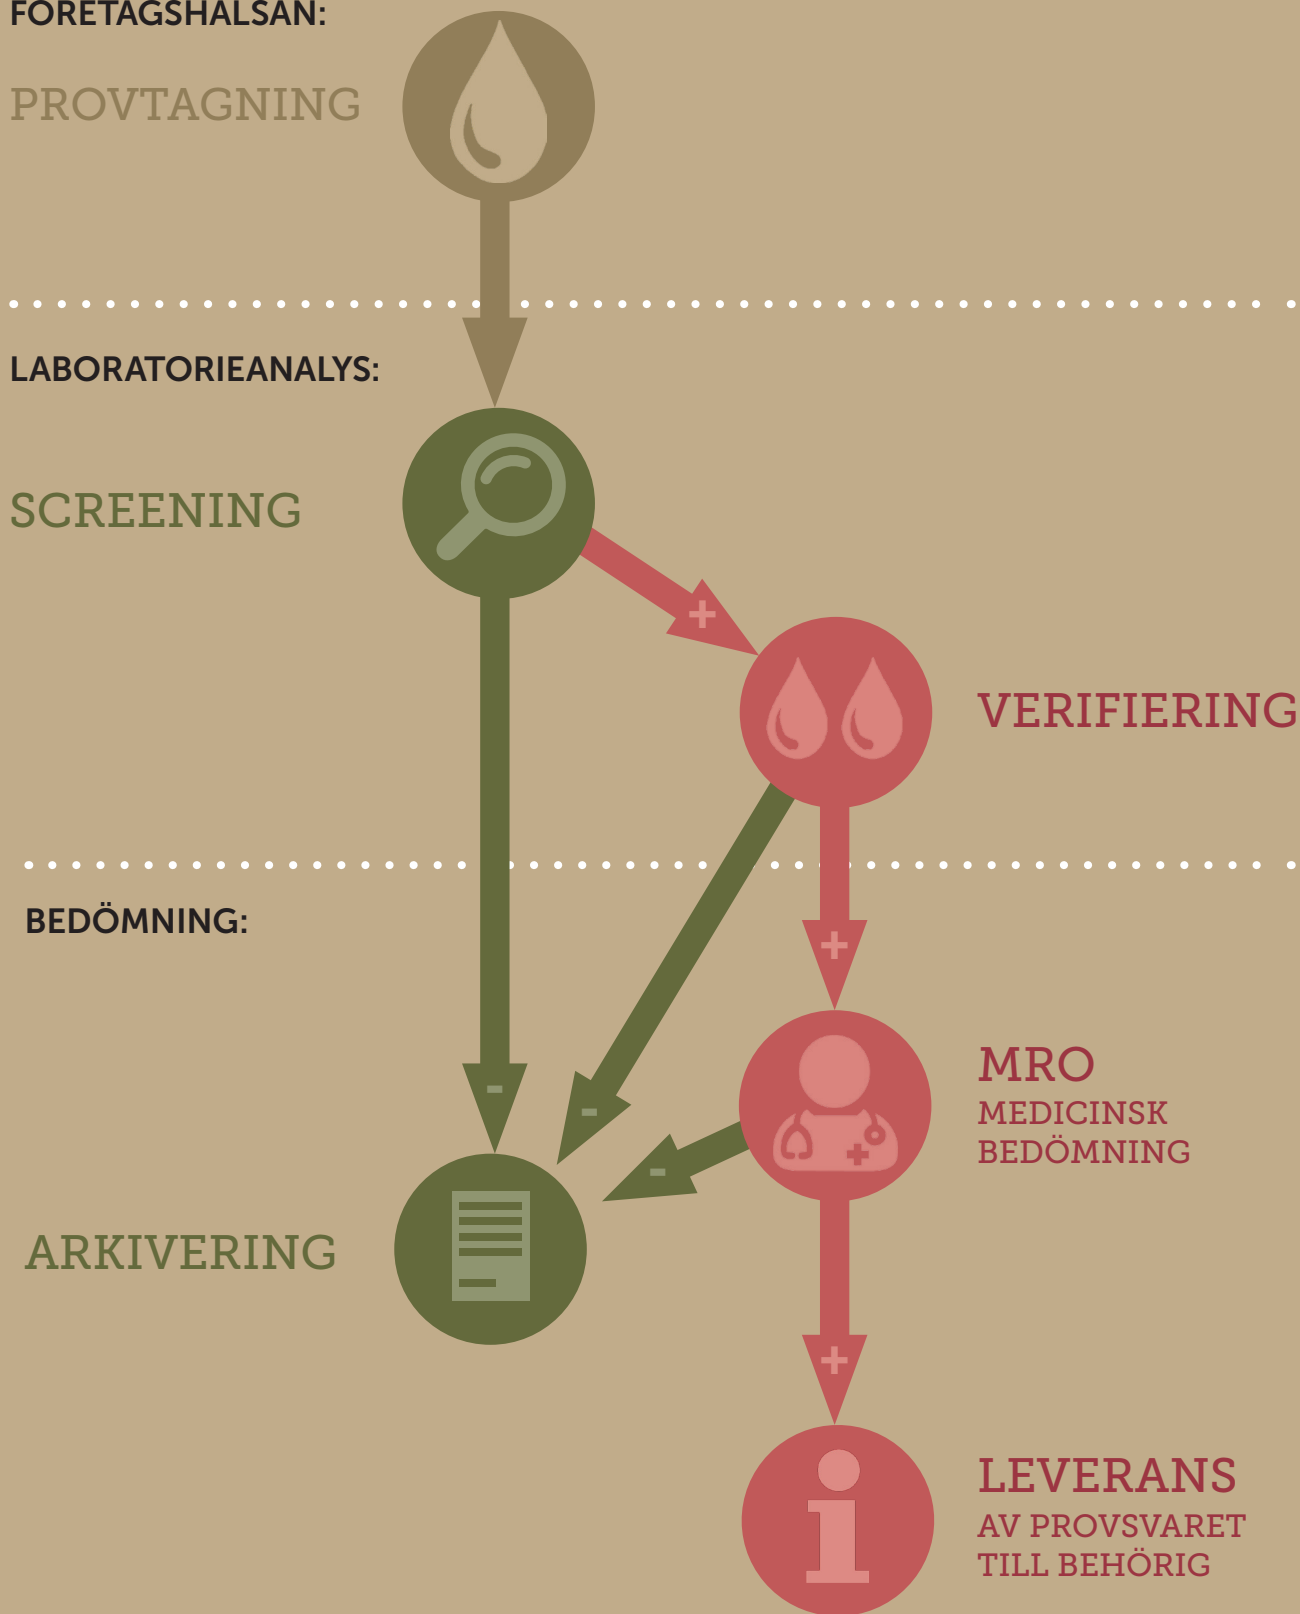 FÖRETAGSHÄLSAN:
PROVTAGNING
LABORATORIEANALYS:
SCREENING
+
VERIFIERING
BEDÖMNING:
+
-
-
MRO
MEDICINSK
BEDÖMNING
-
ARKIVERING
+
LEVERANS
AV PROVSVARET
TILL BEHÖRIG